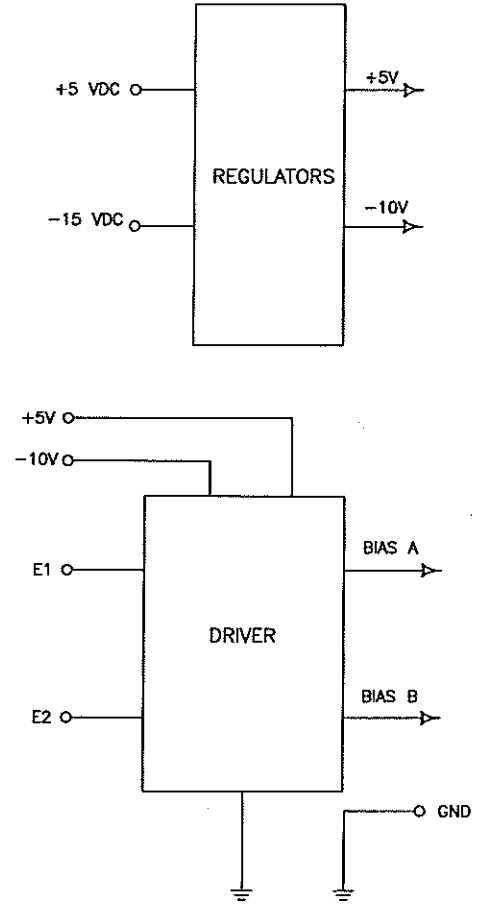 +5 VDC
+5V
REGULATORS
-15 VDC
-10V
+5V
-10V
E1
BIAS A
DRIVER
E2
BIAS B
GND